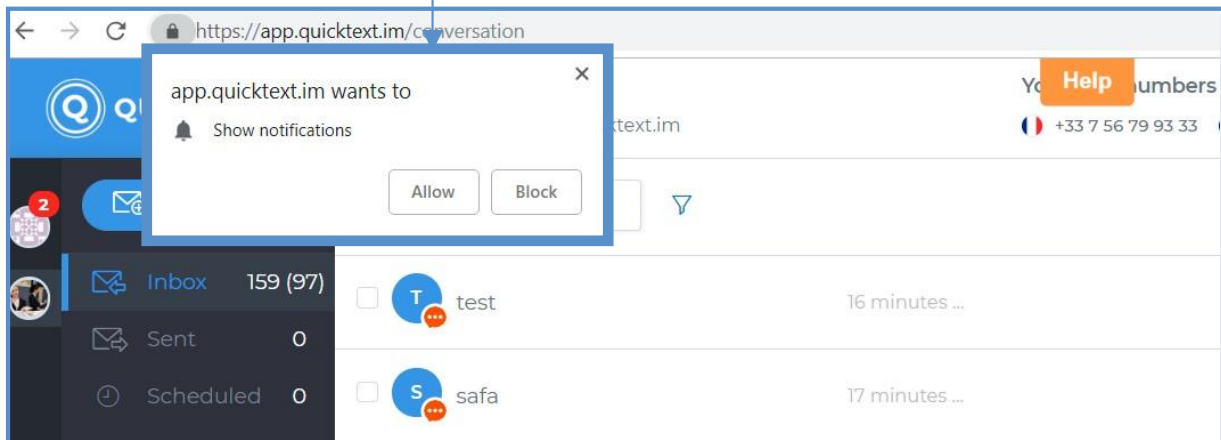 https://app.quicktext.im/conversation
app.quicktext.im wants to
Show notifications
Allow
Block
Q
Help
numbers
+33 7 56 79 93 33
2
Inbox 159 (97)
Sent 0
Scheduled 0
T test 16 minutes ...
S safa 17 minutes ...